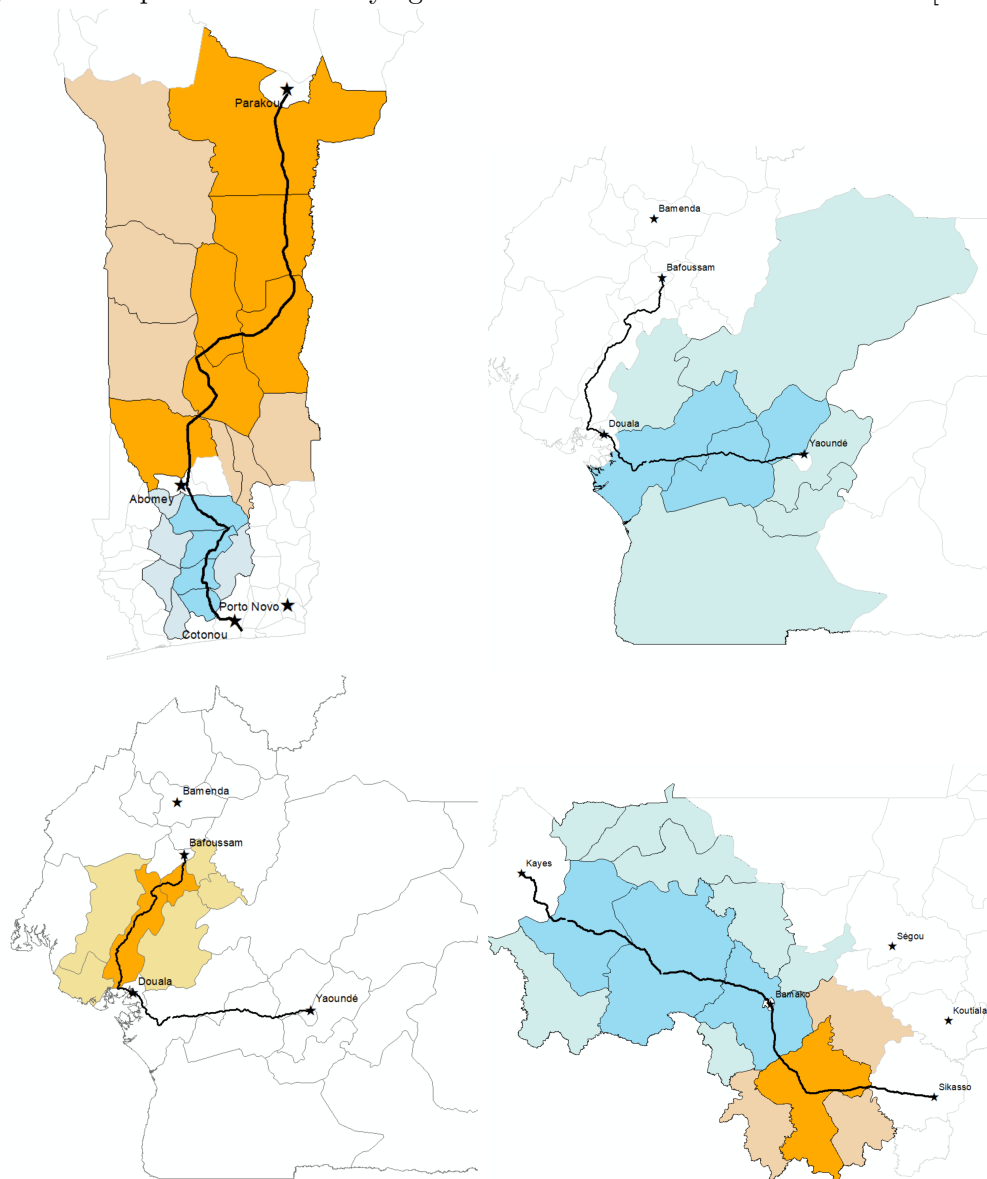 Parakou
Abomey
Porto Novo
Cotonou
Bamenda
Bafoussam
Douala
Yaoundé
Bamenda
Bafoussam
Douala
Yaoundé
Kayes
Ségou
Bamako
Koutiala
Sikasso